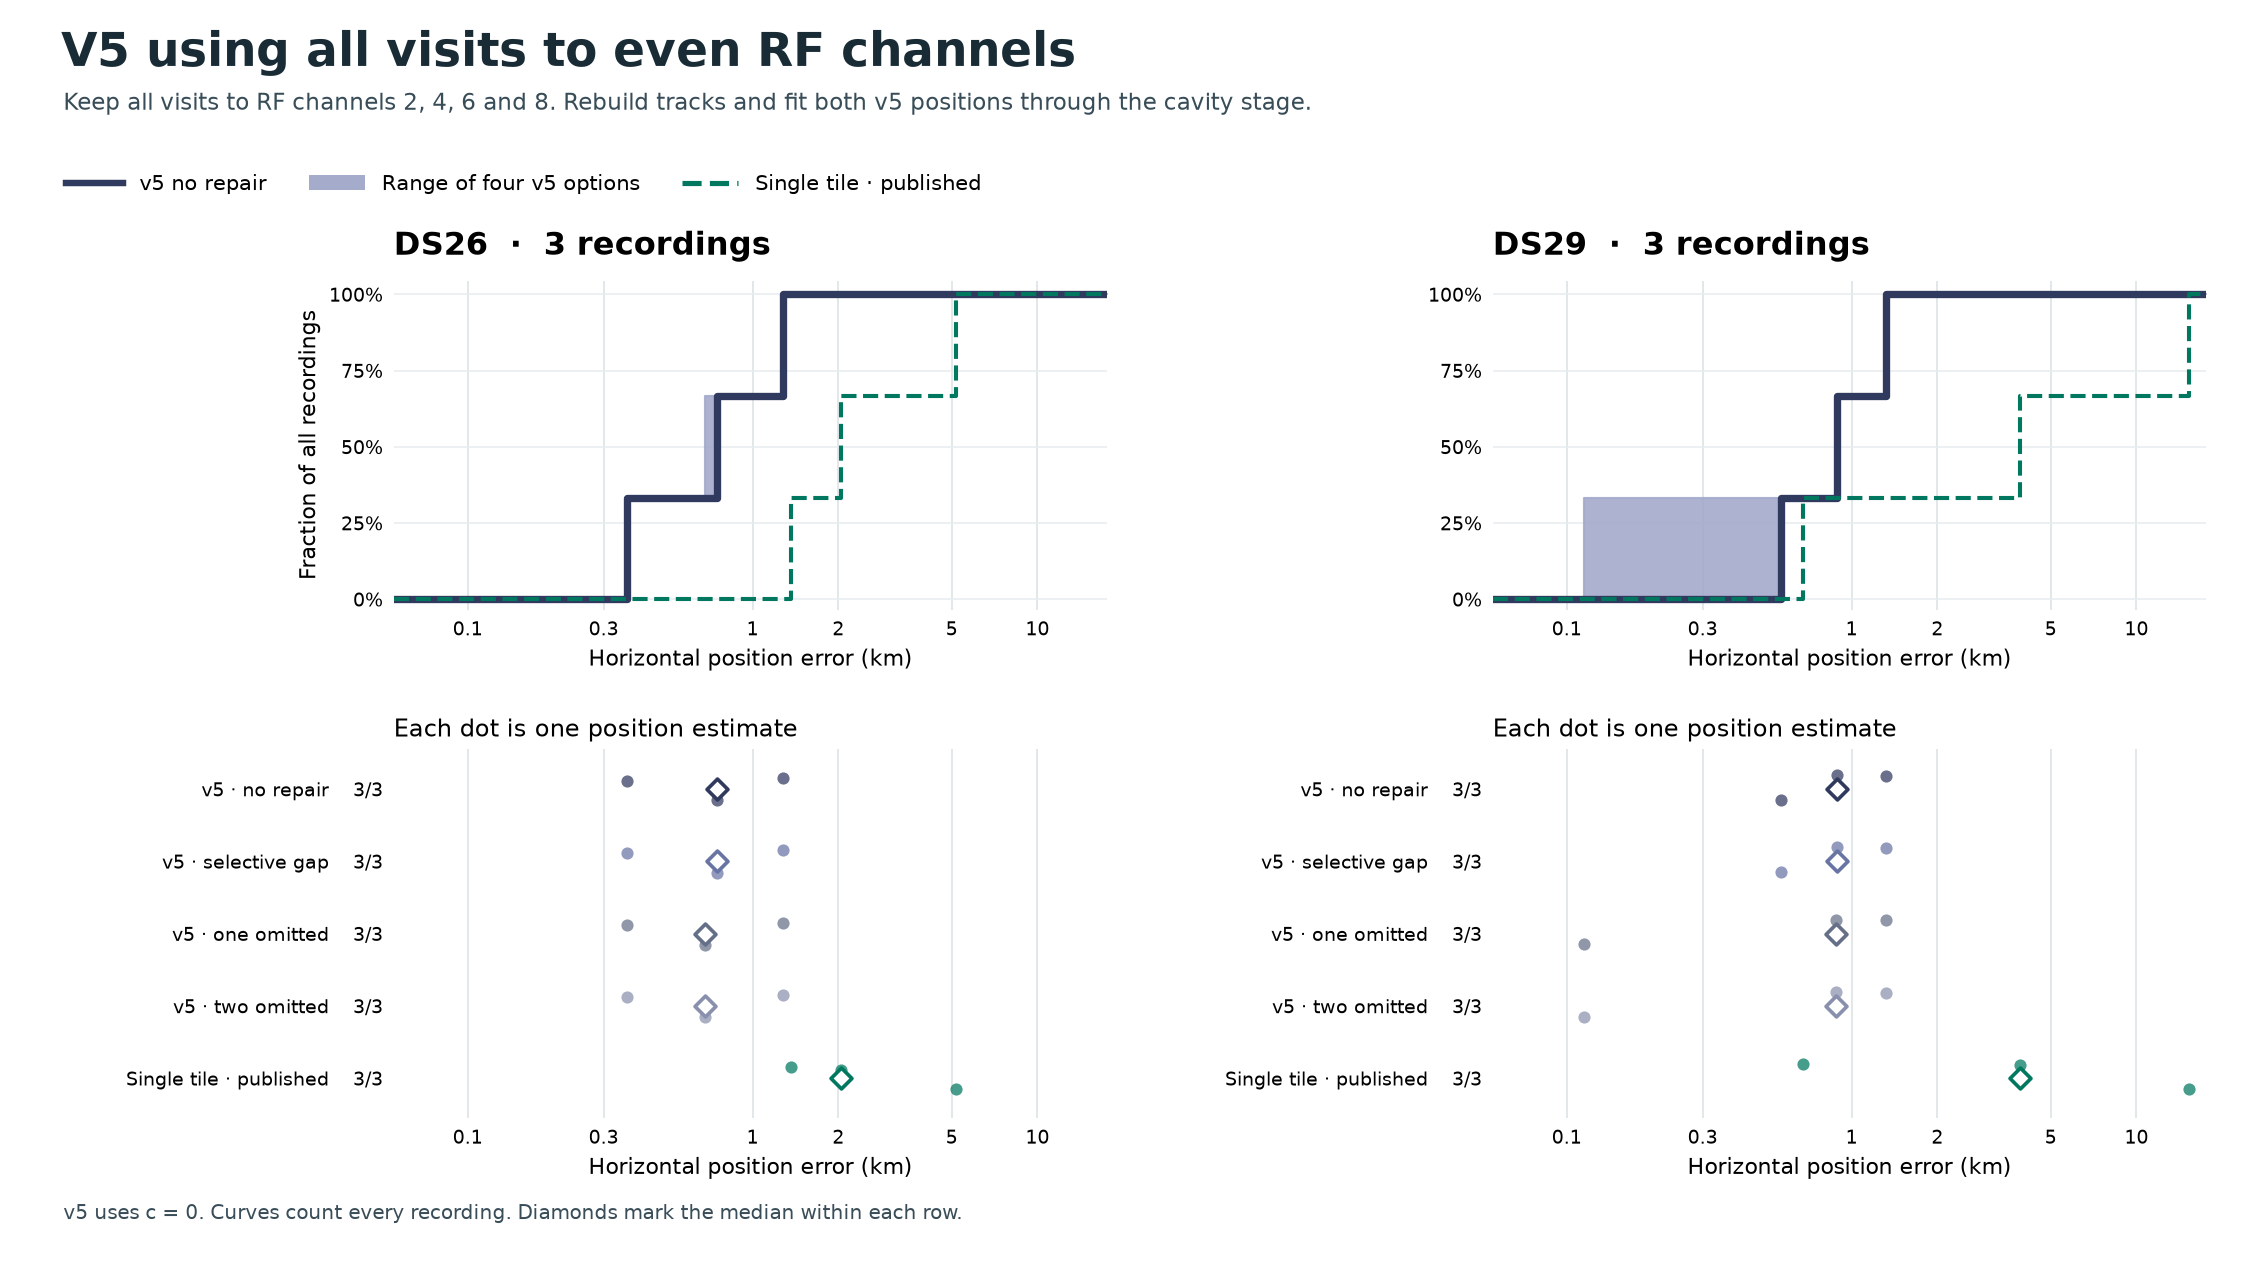 V5 using all visits to even RF channels
Keep all visits to RF channels 2, 4, 6 and 8. Rebuild tracks and fit both v5 positions through the cavity stage.
v5 no repair
Range of four v5 options
Single tile · published
DS26 · 3 recordings
Fraction of all recordings
100%
75%
50%
25%
0%
0.1 0.3 1 2 5 10
Horizontal position error (km)
DS29 · 3 recordings
100%
75%
50%
25%
0%
0.1 0.3 1 2 5 10
Horizontal position error (km)
Each dot is one position estimate
v5 · no repair 3/3
v5 · selective gap 3/3
v5 · one omitted 3/3
v5 · two omitted 3/3
Single tile · published 3/3
0.1 0.3 1 2 5 10
Horizontal position error (km)
Each dot is one position estimate
v5 · no repair 3/3
v5 · selective gap 3/3
v5 · one omitted 3/3
v5 · two omitted 3/3
Single tile · published 3/3
0.1 0.3 1 2 5 10
Horizontal position error (km)
v5 uses c = 0. Curves count every recording. Diamonds mark the median within each row.